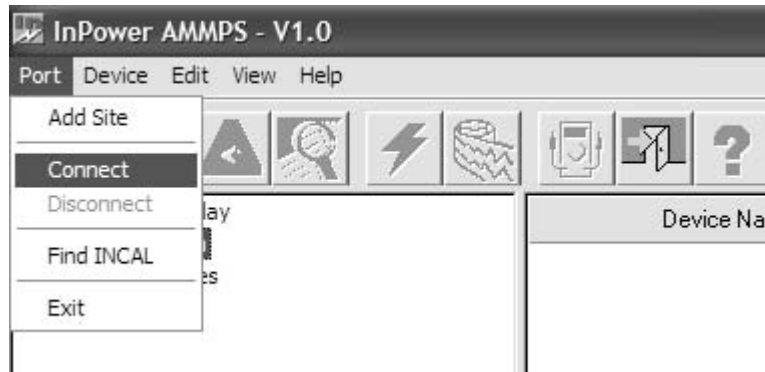 InPower AMMPS - V1.0
Port Device Edit View Help
Add Site
Connect
Disconnect
Find INCAL
Exit
lay
es
Device Na
?